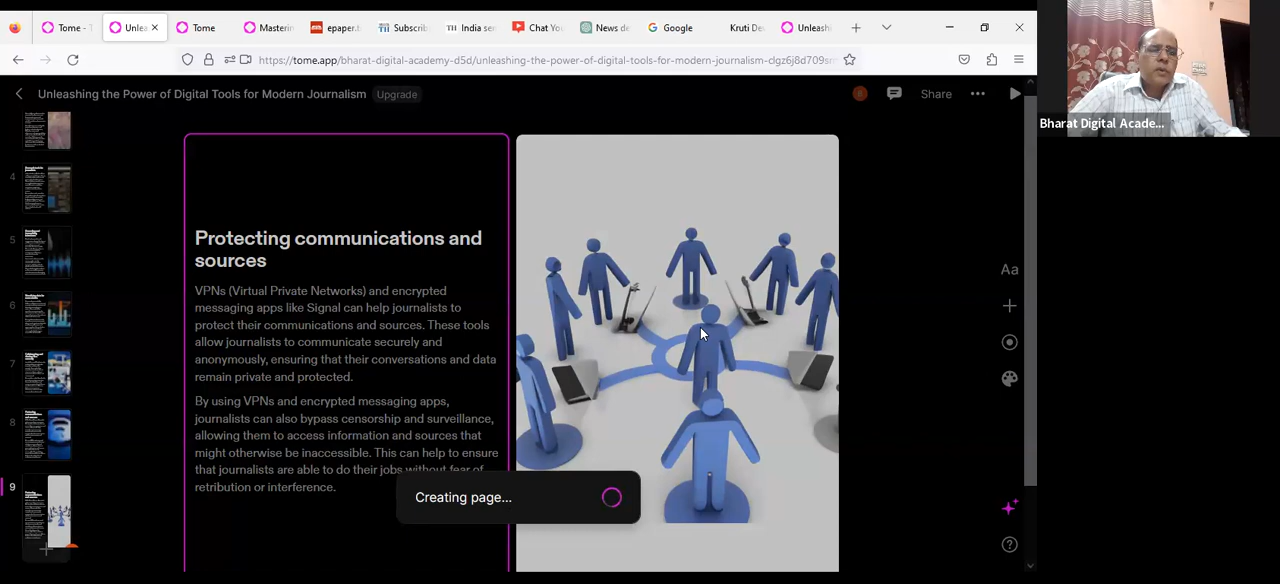 Tome -
Unlea
Tome
Masterin
epaper.b
Subscrib
India se
Chat Yo
News de
Google
Kruti De
Unleash
https://tome.app/bharat-digital-academy-d5d/unleashing-the-power-of-digital-tools-for-modern-journalism-dgz6j8d709sm
Unleashing the Power of Digital Tools for Modern Journalism
Upgrade
Share
Bharat Digital Acade...
4
5
6
7
8
9
Protecting communications and
sources
VPNs (Virtual Private Networks) and encrypted
messaging apps like Signal can help journalists to
protect their communications and sources. These tools
allow journalists to communicate securely and
anonymously, ensuring that their conversations and data
remain private and protected.
By using VPNs and encrypted messaging apps,
journalists can also bypass censorship and surveillance,
allowing them to access information and sources that
might otherwise be inaccessible. This can help to ensure
that journalists are able to do their jobs without fear of
retribution or interference.
Creating page...
Aa